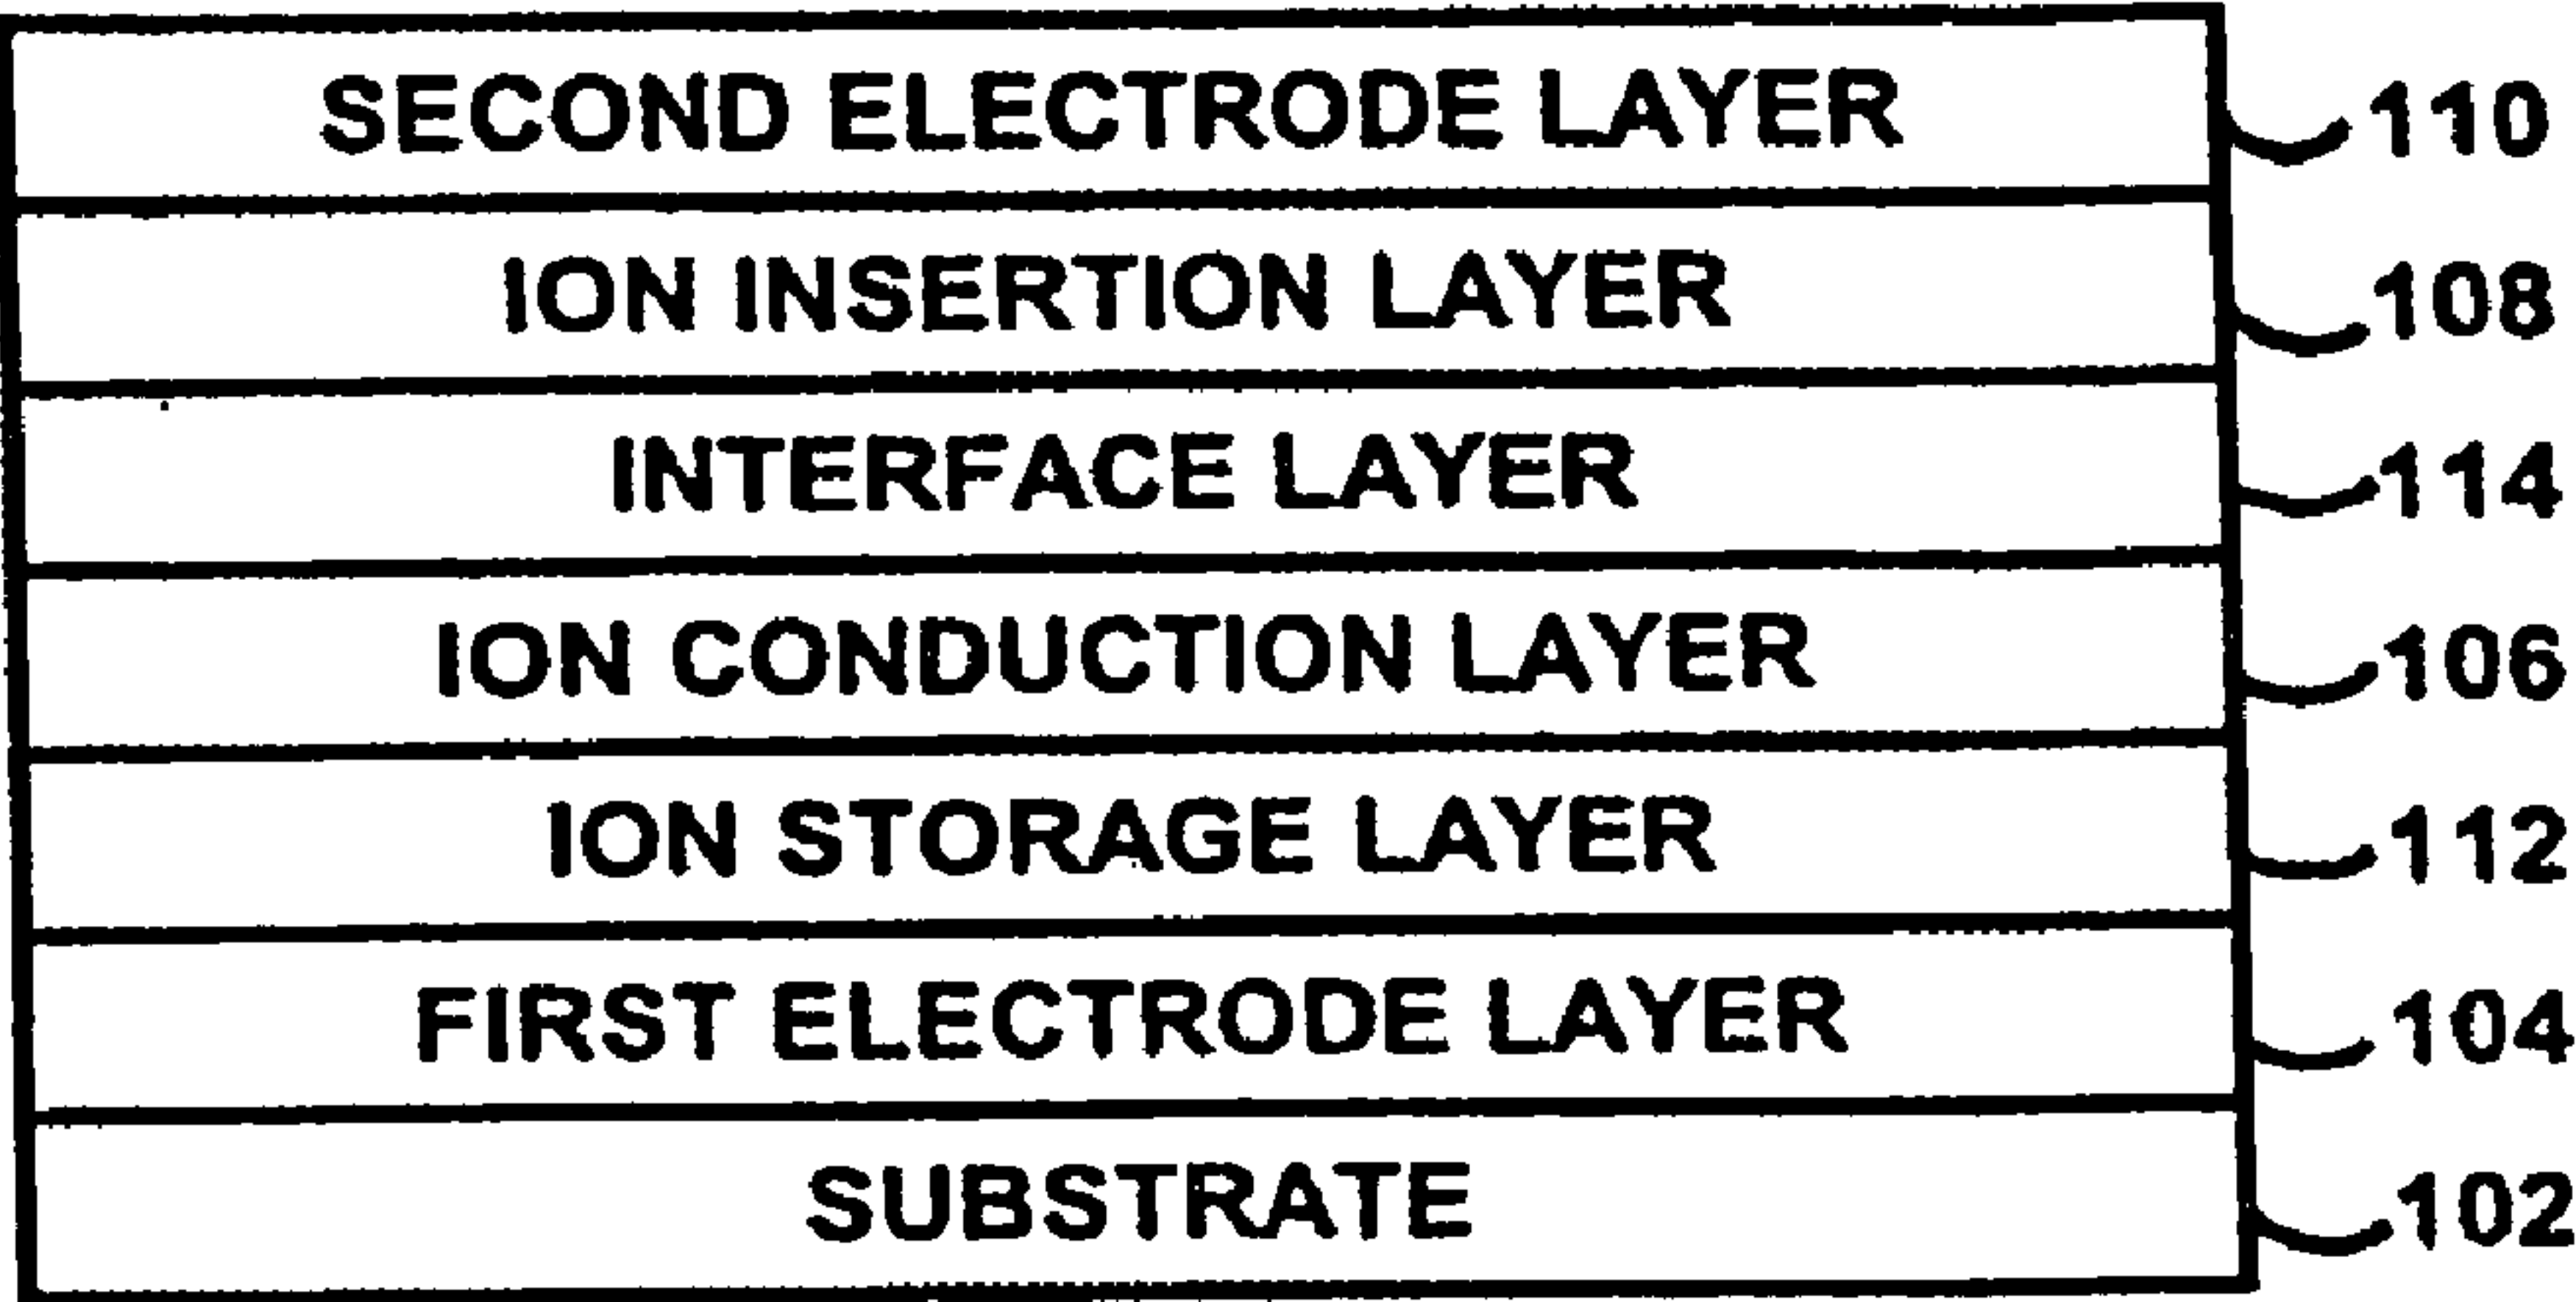 SECOND ELECTRODE LAYER 110
ION INSERTION LAYER 108
INTERFACE LAYER 114
ION CONDUCTION LAYER 106
ION STORAGE LAYER 112
FIRST ELECTRODE LAYER 104
SUBSTRATE 102